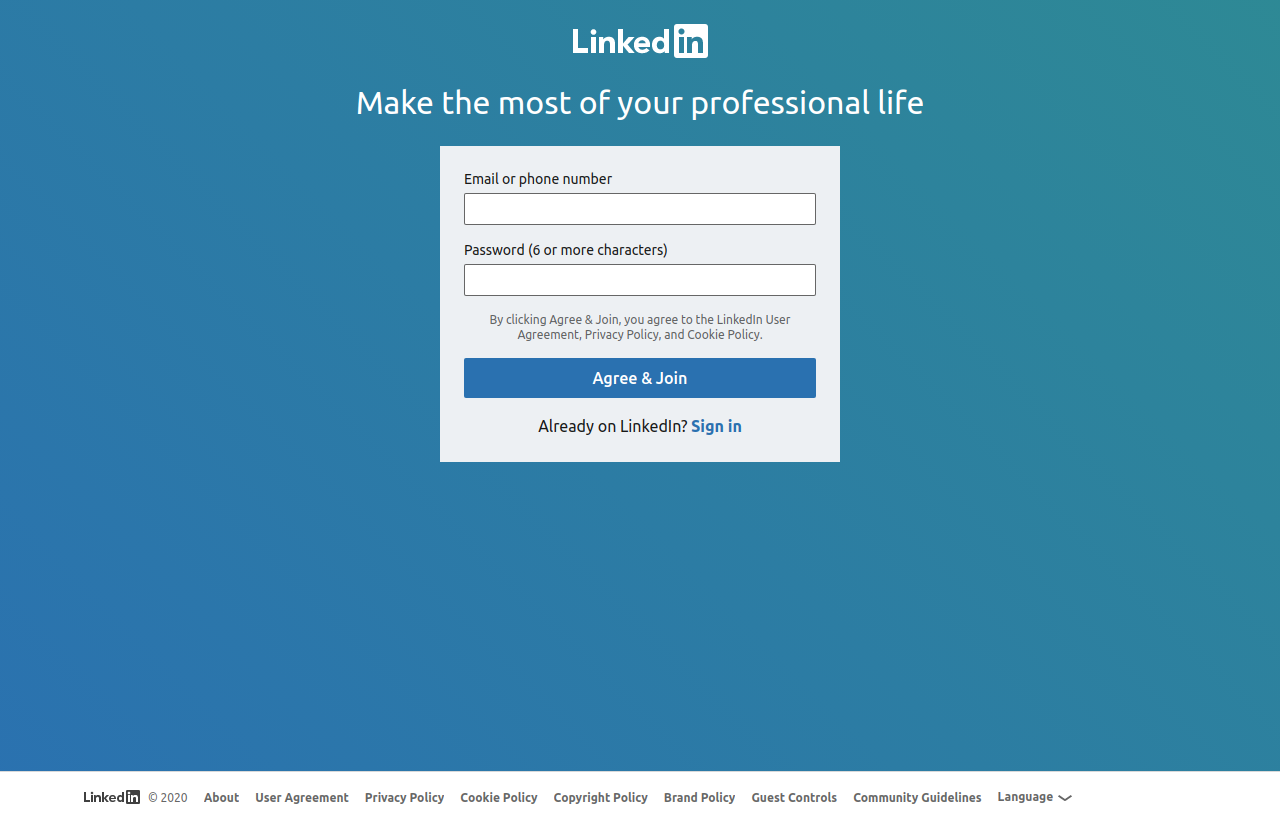 Linkedin
Make the most of your professional life
Email or phone number
Password (6 or more characters)
By clicking Agree & Join, you agree to the LinkedIn User
Agreement, Privacy Policy, and Cookie Policy.
Agree & Join
Already on LinkedIn? Sign in
Linkedin © 2020 About User Agreement Privacy Policy Cookie Policy Copyright Policy Brand Policy Guest Controls Community Guidelines Language